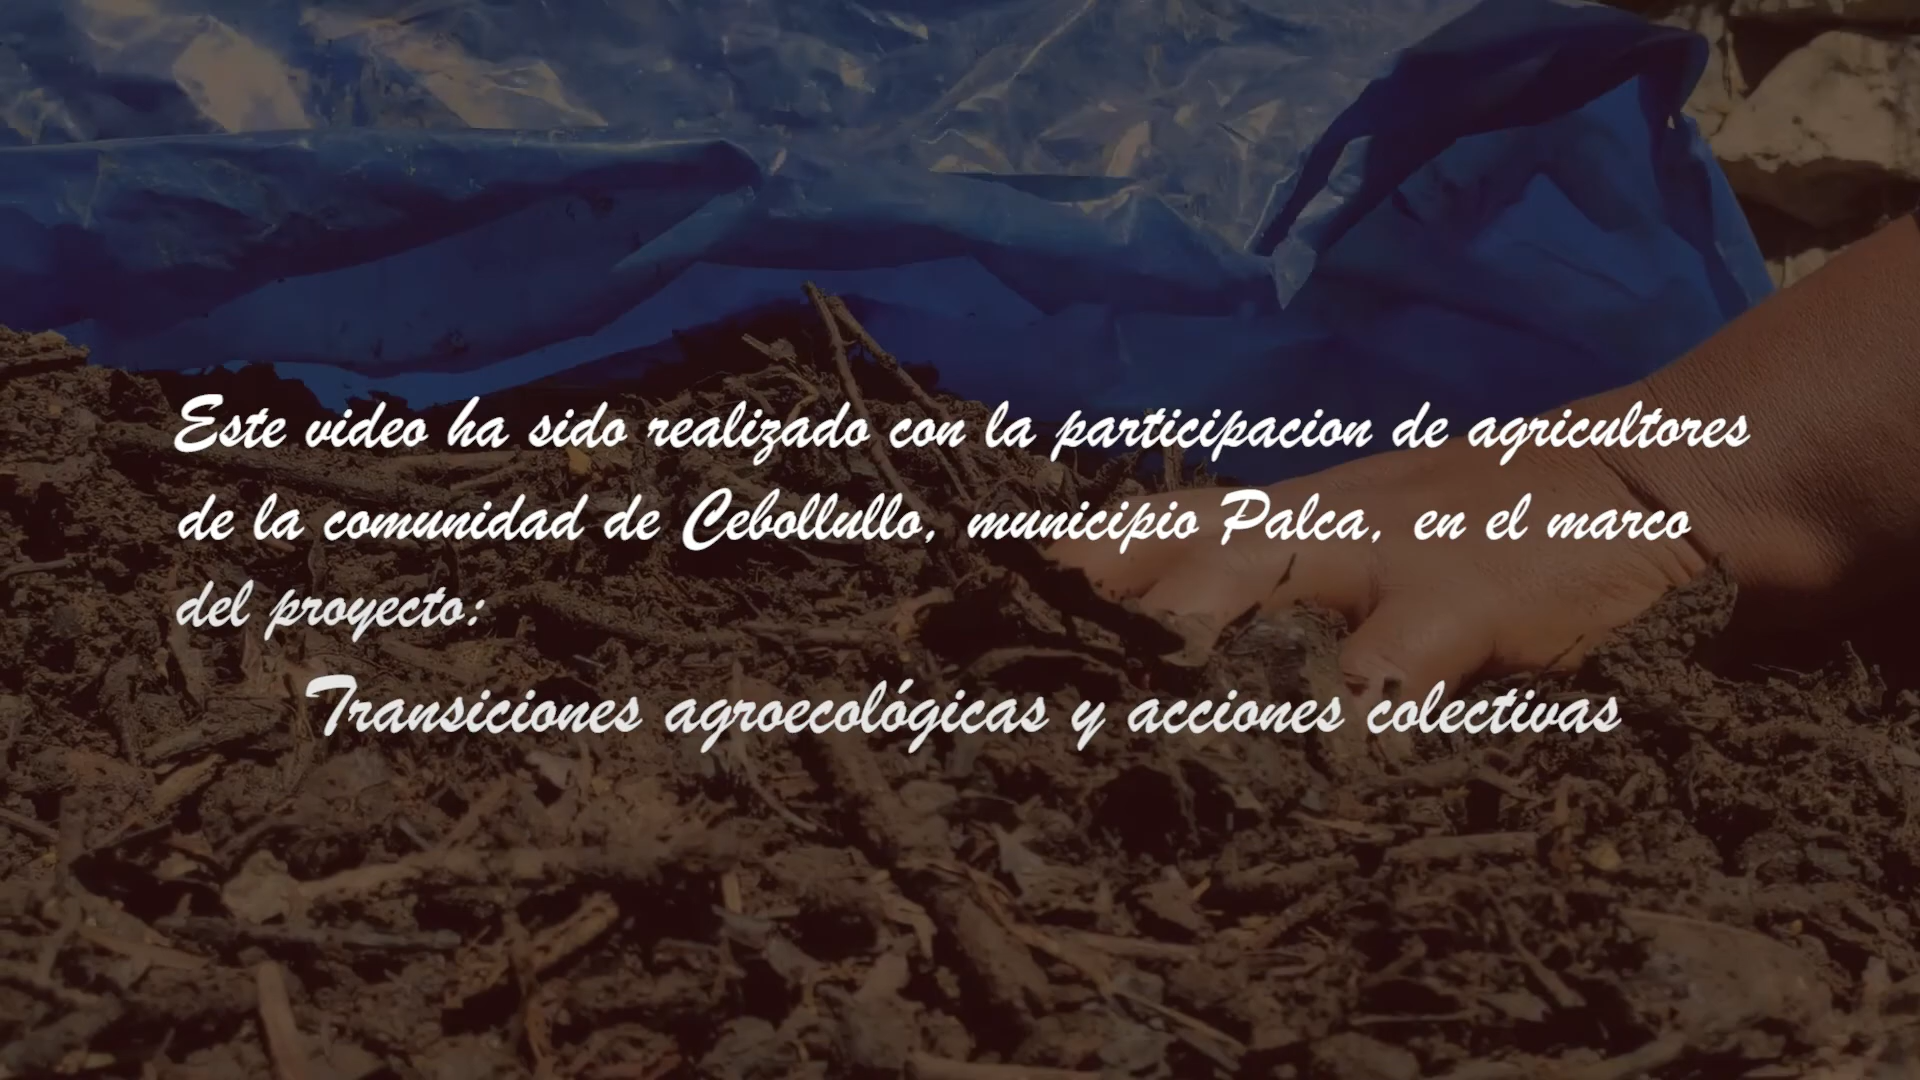 Este video ha sido realizado con la participacion de agricultores
de la comunidad de Cebollullo, municipio Palca, en el marco
del proyecto:
Transiciones agroecológicas y acciones colectivas